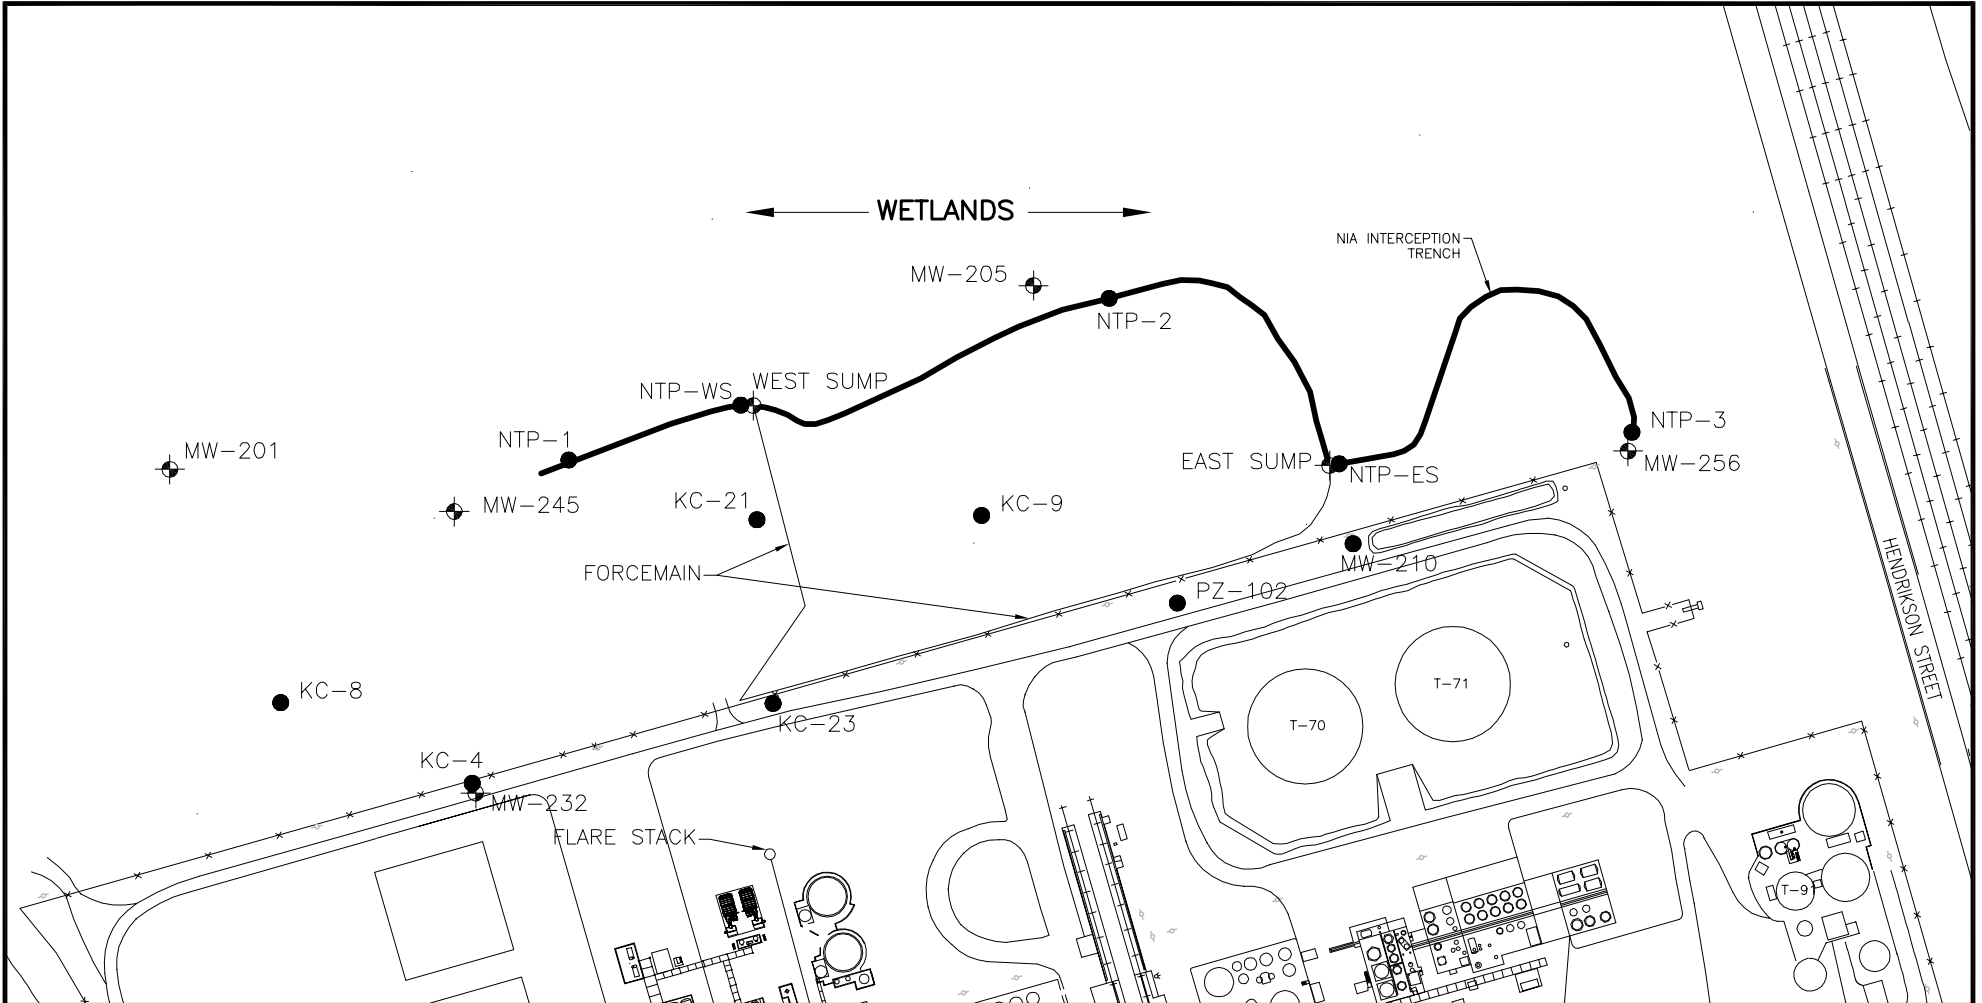 WETLANDS
NIA INTERCEPTION
TRENCH
MW-205
NTP-2
NTP-WS
WEST SUMP
NTP-3
NTP-1
MW-201
EAST SUMP
MW-256
NTP-ES
KC-21
KC-9
MW-245
MW-210
FORCEMAIN
PZ-102
HENDRIKSON STREET
T-71
KC-8
T-70
KC-23
KC-4
MW-232
FLARE STACK
T-9